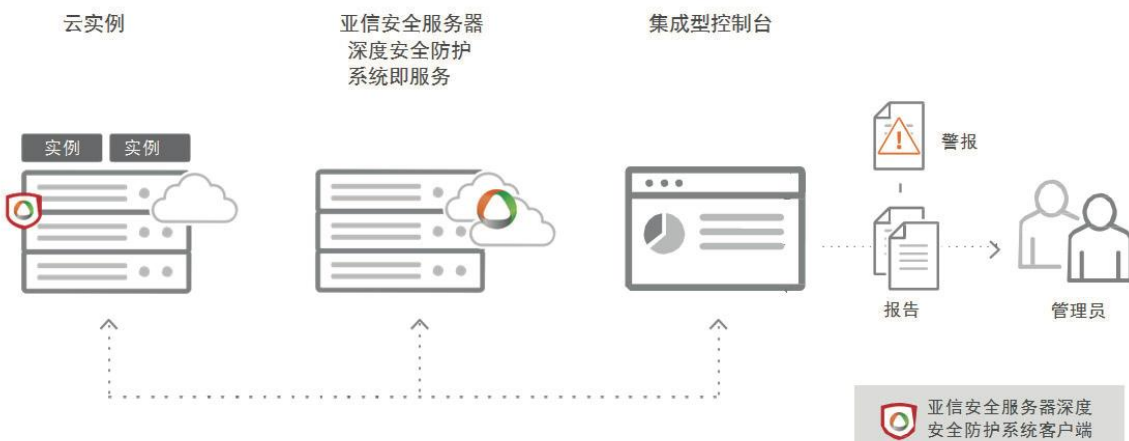 云实例
亚信安全服务器
深度安全防护
系统即服务
集成型控制台
实例
实例
警报
报告
管理员
亚信安全服务器深度
安全防护系统客户端